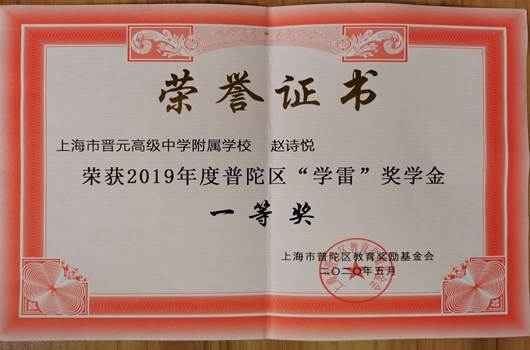 荣誉证书
上海市晋元高级中学附属学校 赵诗悦
荣获2019年度普陀区“学雷”奖学金
一等奖
上海市普陀区教育奖励基金会
二〇二〇年五月